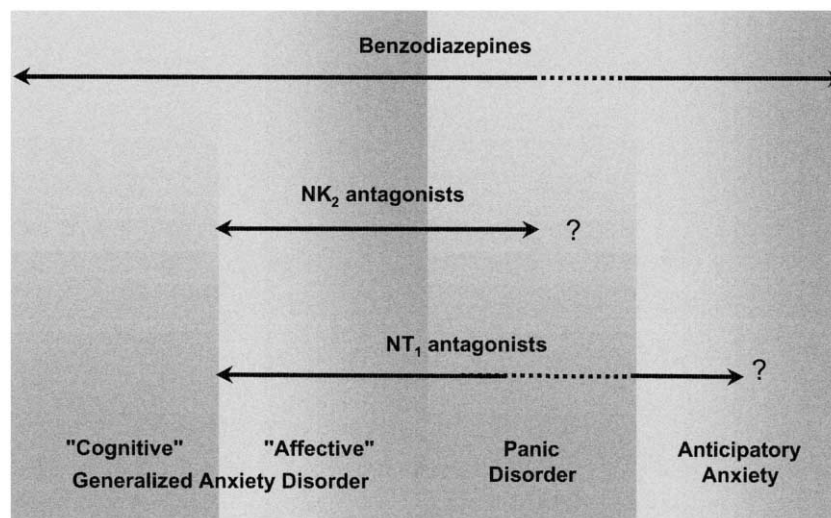 Benzodiazepines
NK₂ antagonists
?
NT₁ antagonists
?
"Cognitive" "Affective"
Generalized Anxiety Disorder
Panic
Disorder
Anticipatory
Anxiety